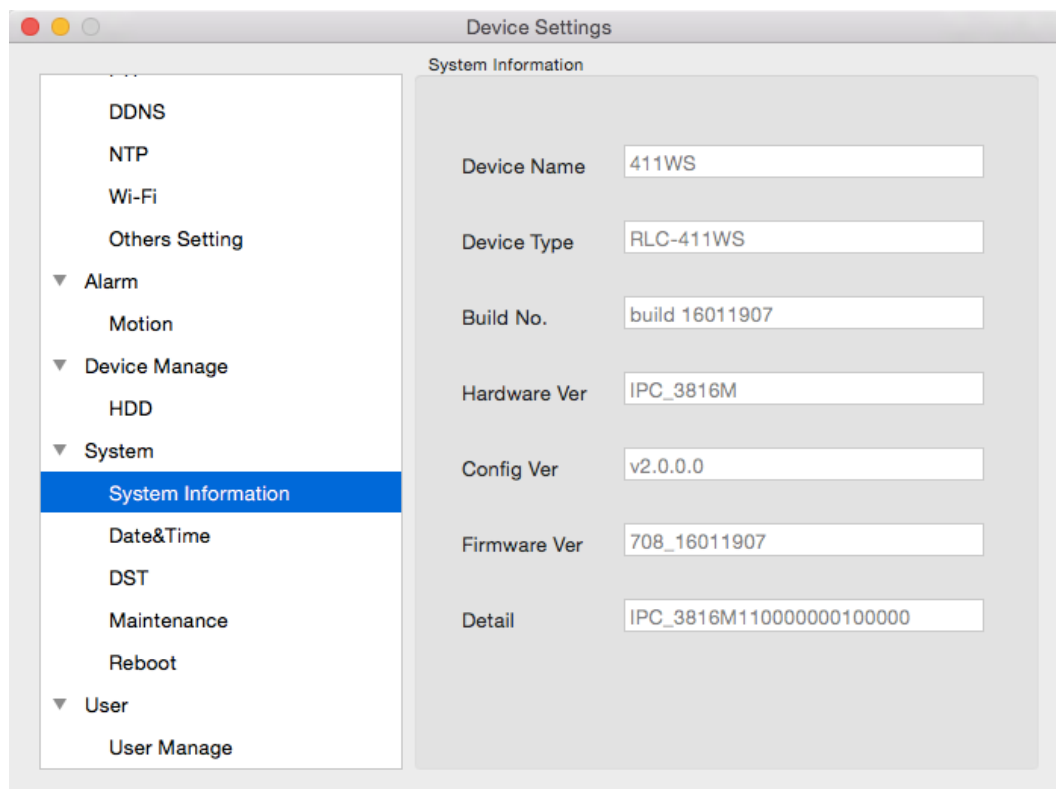 Device Settings
DDNS
NTP
Wi-Fi
Others Setting
Alarm
Motion
Device Manage
HDD
System
System Information
Date&Time
DST
Maintenance
Reboot
User
User Manage
System Information
Device Name 411WS
Device Type RLC-411WS
Build No. build 16011907
Hardware Ver IPC_3816M
Config Ver v2.0.0.0
Firmware Ver 708_16011907
Detail IPC_3816M110000000100000